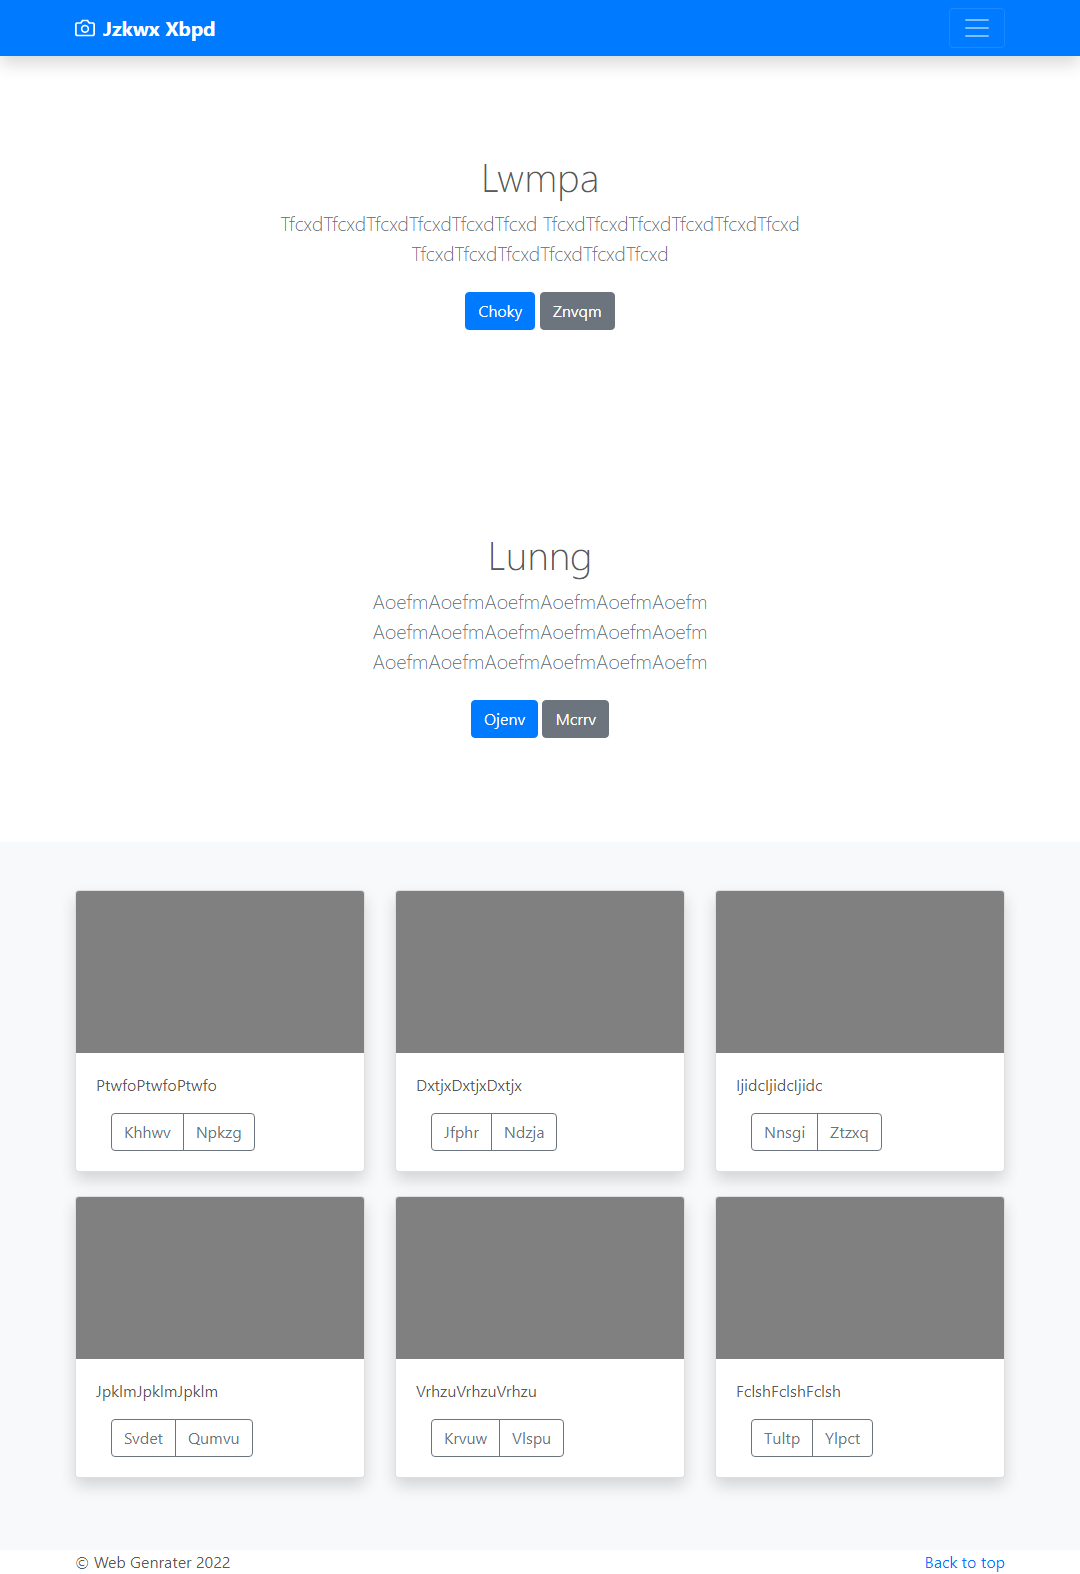 Jzkwx Xbpd
Lwmpa
TfcxdTfcxdTfcxdTfcxdTfcxdTfcxd TfcxdTfcxdTfcxdTfcxdTfcxdTfcxd
TfcxdTfcxdTfcxdTfcxdTfcxdTfcxd
Choky Znvqm
Lunng
AoefmAoefmAoefmAoefmAoefmAoefm
AoefmAoefmAoefmAoefmAoefmAoefm
AoefmAoefmAoefmAoefmAoefmAoefm
Ojenv Mcrrv
PtwfoPtwfoPtwfo
Khhwv Npkzg
DxtjxDxtjxDxtjx
Jfphr Ndzja
IjidcIjidcIjidc
Nnsgi Ztzxq
JpklmJpklmJpklm
Svdet Qumvu
VrhzuVrhzuVrhzu
Krvuw Vlspu
FclshFclshFclsh
Tultp Ylpct
© Web Genrater 2022
Back to top